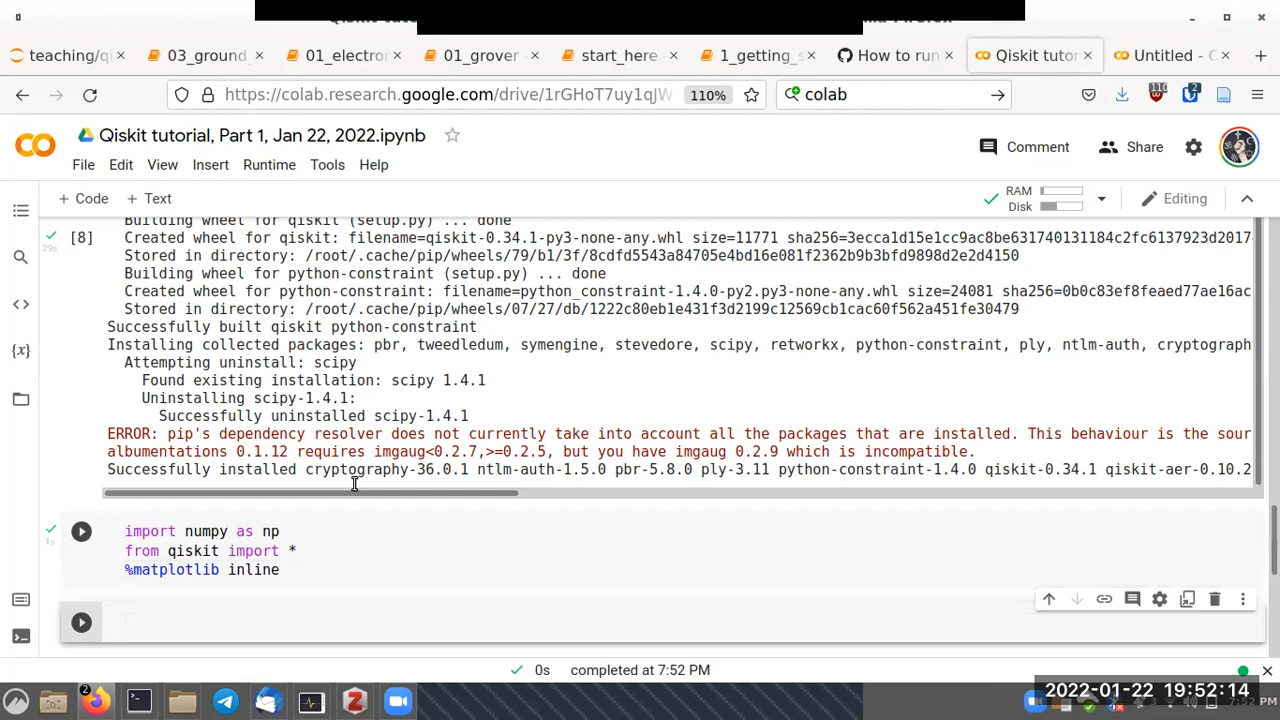 teaching/q
03_ground_
01_electro
01_grover -
start_here -
1_getting_s
How to run
Qiskit tutor
Untitled - C
https://colab.research.google.com/drive/1rGHoT7uy1qJW
110%
colab
110
2
Qiskit tutorial, Part 1, Jan 22, 2022.ipynb
Comment
Share
File Edit View Insert Runtime Tools Help
+ Code + Text
RAM
Disk
Editing
Building wheel for qiskit (setup.py) ... done
29s
[8]
Created wheel for qiskit: filename=qiskit-0.34.1-py3-none-any.whl size=11771 sha256=3ecca1d15e1cc9ac8be631740131184c2fc6137923d2017
Stored in directory: /root/.cache/pip/wheels/79/b1/3f/8cdfd5543a84705e4bd16e081f2362b9b3bfd9898d2e2d4150
Building wheel for python-constraint (setup.py) ... done
Created wheel for python-constraint: filename=python_constraint-1.4.0-py2.py3-none-any.whl size=24081 sha256=0b0c83ef8feaed77ae16ac
Stored in directory: /root/.cache/pip/wheels/07/27/db/1222c80eb1e431f3d2199c12569cb1cac60f562a451fe30479
Successfully built qiskit python-constraint
Installing collected packages: pbr, tweedledum, symengine, stevedore, scipy, retworkx, python-constraint, ply, ntlm-auth, cryptograph
Attempting uninstall: scipy
Found existing installation: scipy 1.4.1
Uninstalling scipy-1.4.1:
Successfully uninstalled scipy-1.4.1
ERROR: pip's dependency resolver does not currently take into account all the packages that are installed. This behaviour is the sour
albumentations 0.1.12 requires imgaug<0.2.7,>=0.2.5, but you have imgaug 0.2.9 which is incompatible.
Successfully installed cryptography-36.0.1 ntlm-auth-1.5.0 pbr-5.8.0 ply-3.11 python-constraint-1.4.0 qiskit-0.34.1 qiskit-aer-0.10.2
1s
import numpy as np
from qiskit import *
%matplotlib inline
0s completed at 7:52 PM
2
2022-01-22 19:52:14